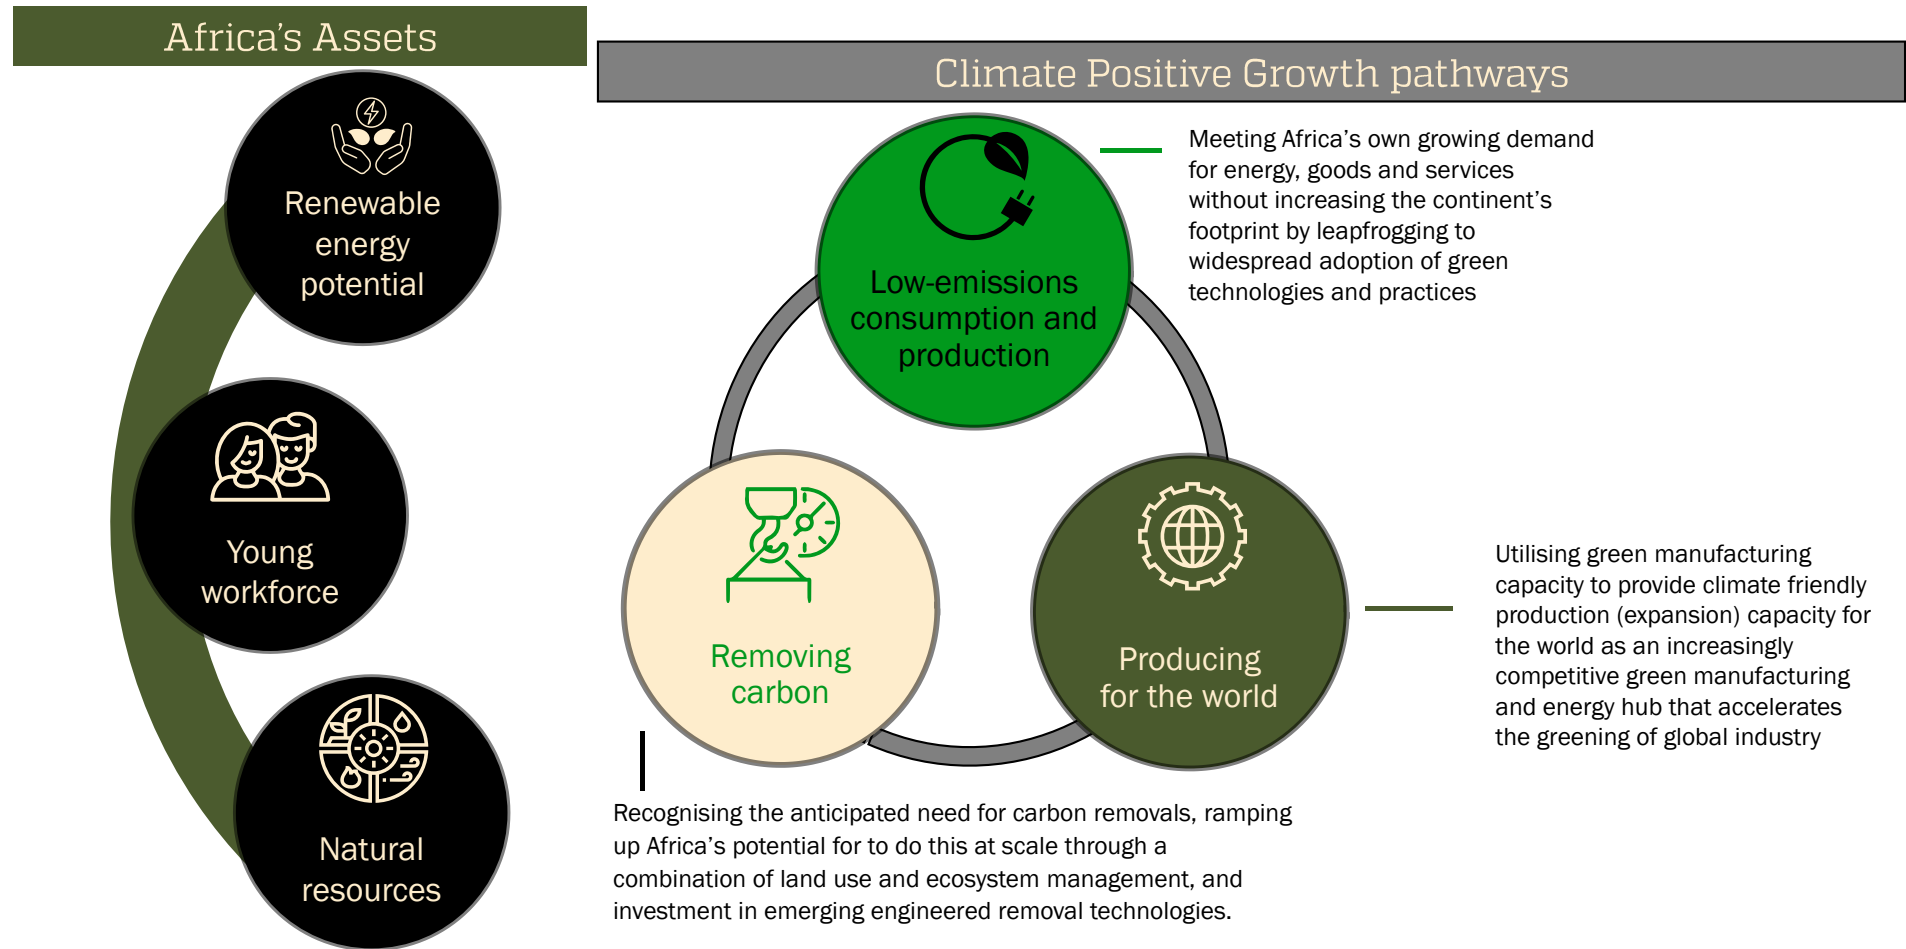 Africa’s Assets
Renewable
energy
potential
Young
workforce
Natural
resources
Climate Positive Growth pathways
Low-emissions
consumption and
production
Meeting Africa’s own growing demand
for energy, goods and services
without increasing the continent’s
footprint by leapfrogging to
widespread adoption of green
technologies and practices
Removing
carbon
Producing
for the world
Utilising green manufacturing
capacity to provide climate friendly
production (expansion) capacity for
the world as an increasingly
competitive green manufacturing
and energy hub that accelerates
the greening of global industry
Recognising the anticipated need for carbon removals, ramping
up Africa’s potential for to do this at scale through a
combination of land use and ecosystem management, and
investment in emerging engineered removal technologies.